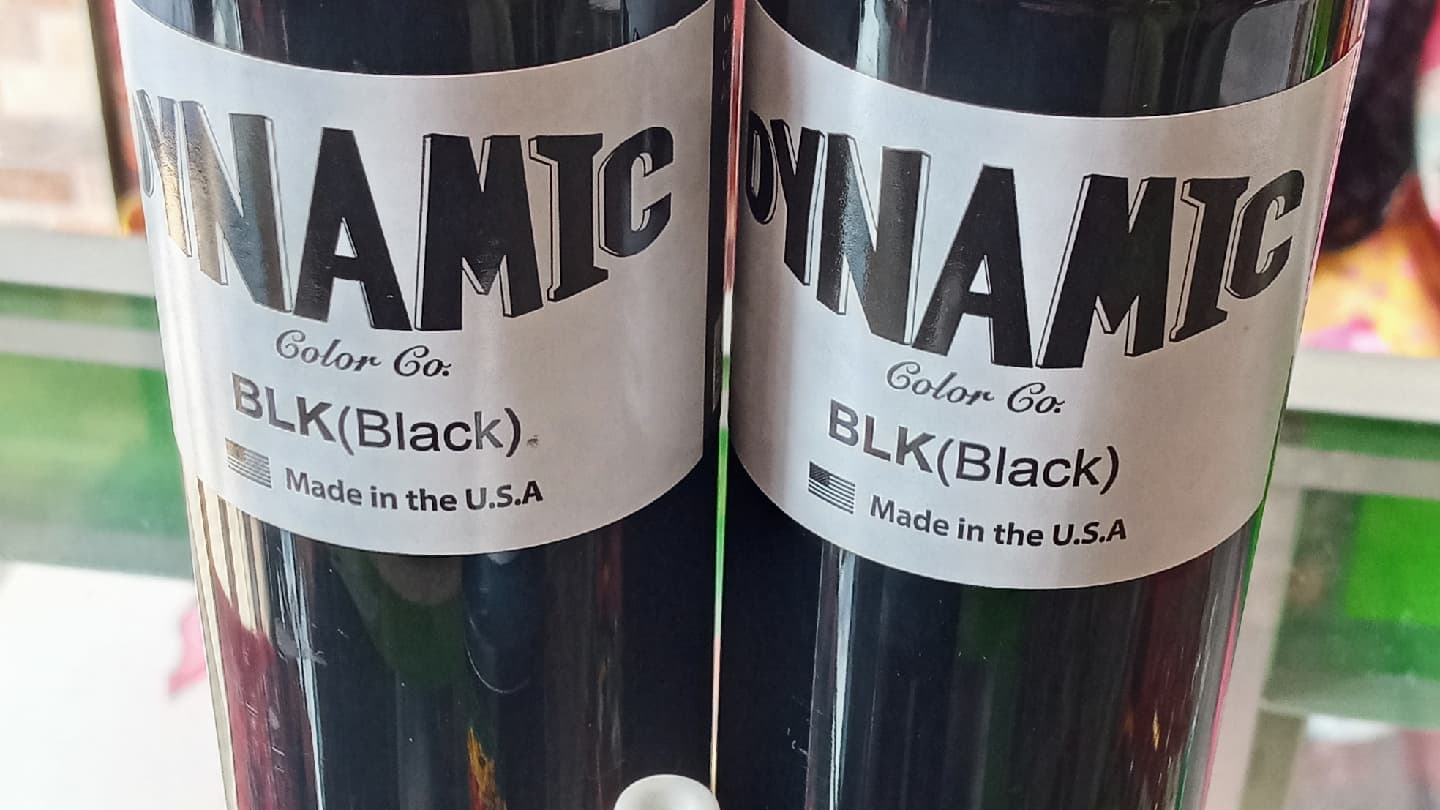 DYNAMIC
Color Co.
BLK(Black)
Made in the U.S.A
DYNAMIC
Color Co.
BLK(Black)
Made in the U.S.A